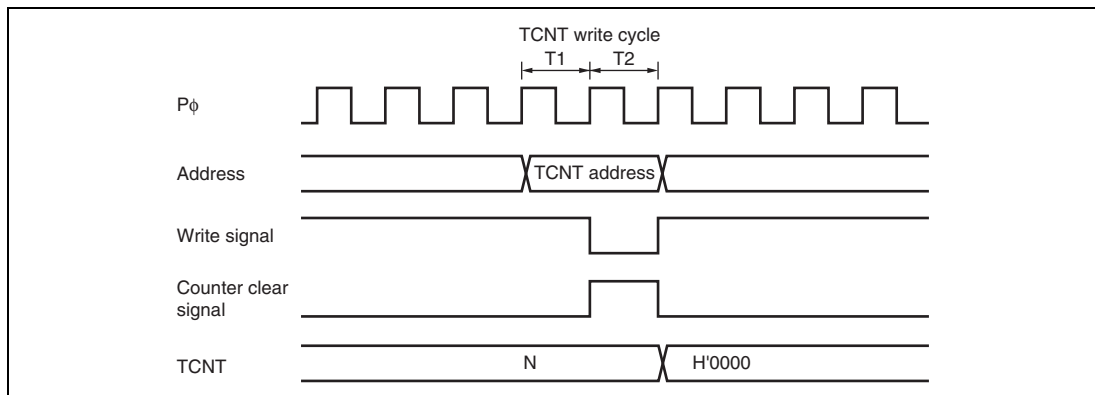 TCNT write cycle
T1 T2
Pϕ
Address
TCNT address
Write signal
Counter clear
signal
TCNT
N
H'0000